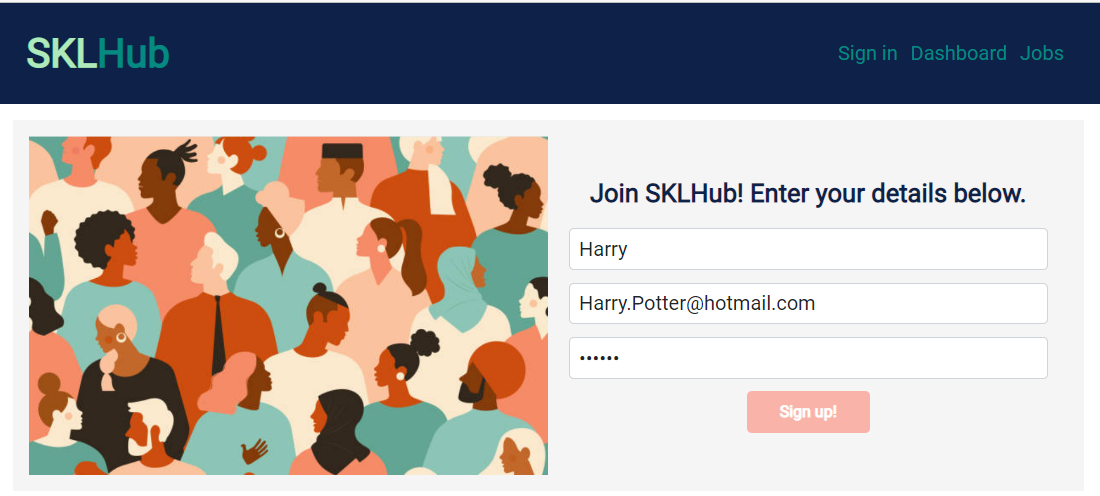 SKLHub
Sign in Dashboard Jobs
Join SKLHub! Enter your details below.
Harry
Harry.Potter@hotmail.com
••••••
Sign up!